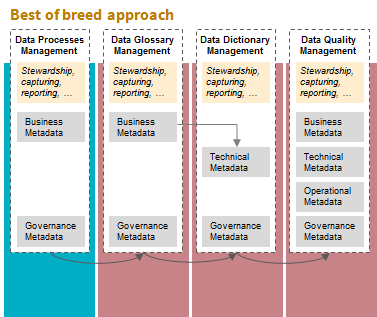 Best of breed approach
Data Processes
Management
Stewardship,
capturing,
reporting, …
Business
Metadata
Governance
Metadata
Data Glossary
Management
Stewardship,
capturing,
reporting, …
Business
Metadata
Governance
Metadata
Data Dictionary
Management
Stewardship,
capturing,
reporting, …
Technical
Metadata
Governance
Metadata
Data Quality
Management
Stewardship,
capturing,
reporting, …
Business
Metadata
Technical
Metadata
Operational
Metadata
Governance
Metadata